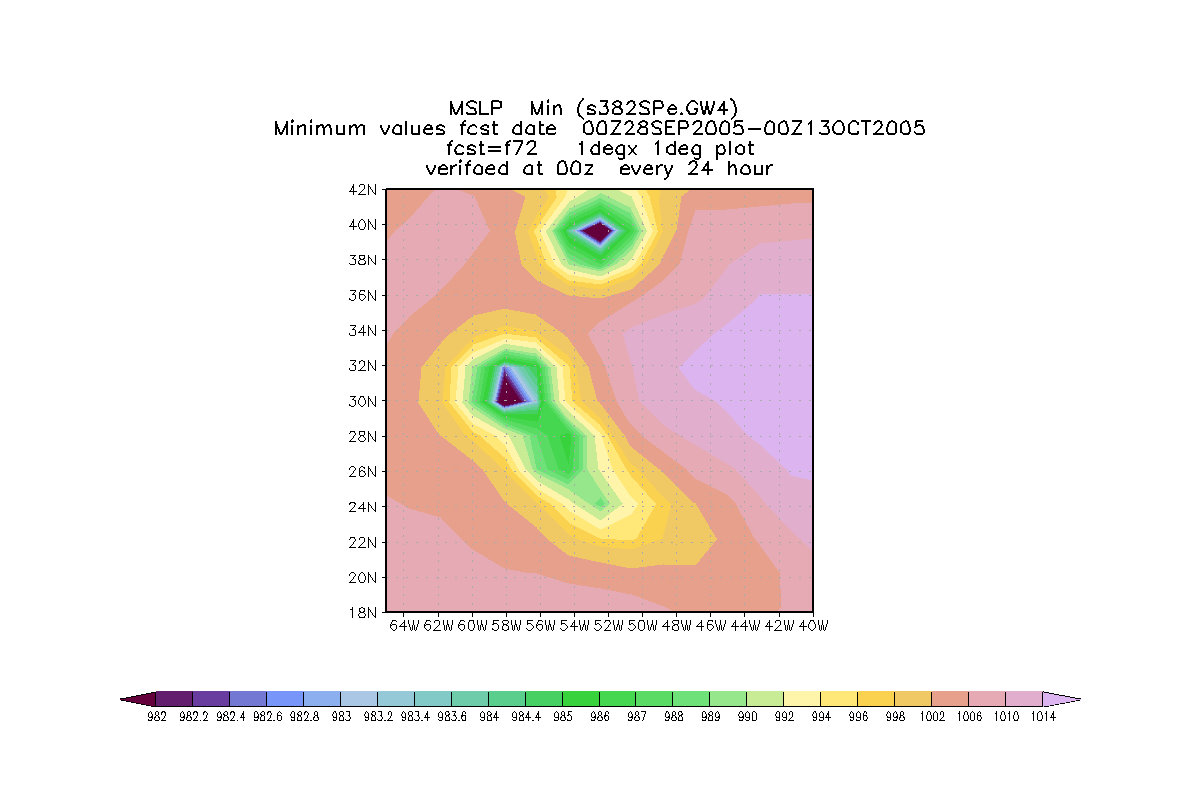 MSLP Min (s382SPe.GW4)
Minimum values fcst date 00Z28SEP2005-00Z13OCT2005
fcst=f72 1degx 1deg plot
verifoed at 00z every 24 hour
42N
40N
38N
36N
34N
32N
30N
28N
26N
24N
22N
20N
18N
64W 62W 60W 58W 56W 54W 52W 50W 48W 46W 44W 42W 40W
982 982.2 982.4 982.6 982.8 983 983.2 983.4 983.6 984 984.4 985 986 987 988 989 990 992 994 996 998 1002 1006 1010 1014